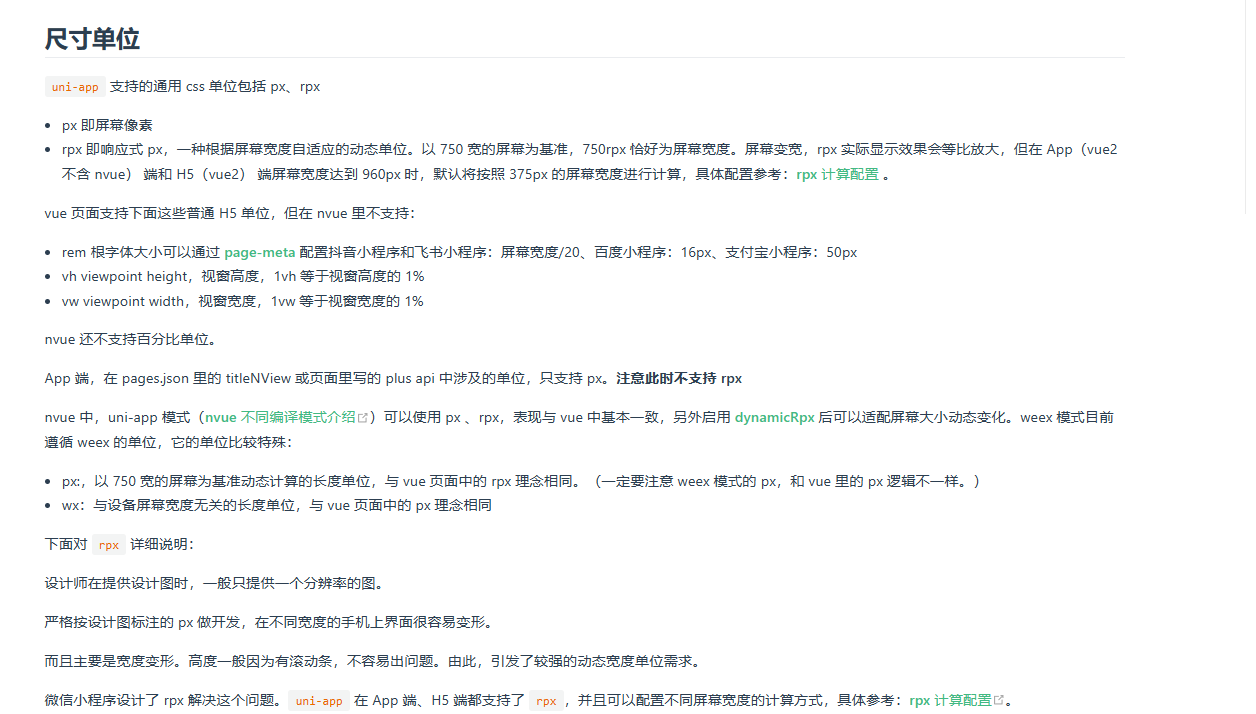 尺寸单位
uni-app 支持的通用 css 单位包括 px、rpx
• px 即屏幕像素
• rpx 即响应式 px，一种根据屏幕宽度自适应的动态单位。以 750 宽的屏幕为基准，750rpx 恰好为屏幕宽度。屏幕变宽，rpx 实际显示效果会等比放大，但在 App（vue2
不含 nvue） 端和 H5（vue2） 端屏幕宽度达到 960px 时，默认将按照 375px 的屏幕宽度进行计算，具体配置参考：rpx 计算配置 。
vue 页面支持下面这些普通 H5 单位，但在 nvue 里不支持：
• rem 根字体大小可以通过 page-meta 配置抖音小程序和飞书小程序：屏幕宽度/20、百度小程序：16px、支付宝小程序：50px
• vh viewpoint height，视窗高度，1vh 等于视窗高度的 1%
• vw viewpoint width，视窗宽度，1vw 等于视窗宽度的 1%
nvue 还不支持百分比单位。
App 端，在 pages.json 里的 titleNView 或页面里写的 plus api 中涉及的单位，只支持 px。注意此时不支持 rpx
nvue 中，uni-app 模式（nvue 不同编译模式介绍）可以使用 px 、rpx，表现与 vue 中基本一致，另外启用 dynamicRpx 后可以适配屏幕大小动态变化。weex 模式目前
遵循 weex 的单位，它的单位比较特殊：
• px:，以 750 宽的屏幕为基准动态计算的长度单位，与 vue 页面中的 rpx 理念相同。（一定要注意 weex 模式的 px，和 vue 里的 px 逻辑不一样。）
• wx：与设备屏幕宽度无关的长度单位，与 vue 页面中的 px 理念相同
下面对 rpx 详细说明：
设计师在提供设计图时，一般只提供一个分辨率的图。
严格按设计图标注的 px 做开发，在不同宽度的手机上界面很容易变形。
而且主要是宽度变形。高度一般因为有滚动条，不容易出问题。由此，引发了较强的动态宽度单位需求。
微信小程序设计了 rpx 解决这个问题。uni-app 在 App 端、H5 端都支持了 rpx，并且可以配置不同屏幕宽度的计算方式，具体参考：rpx 计算配置。